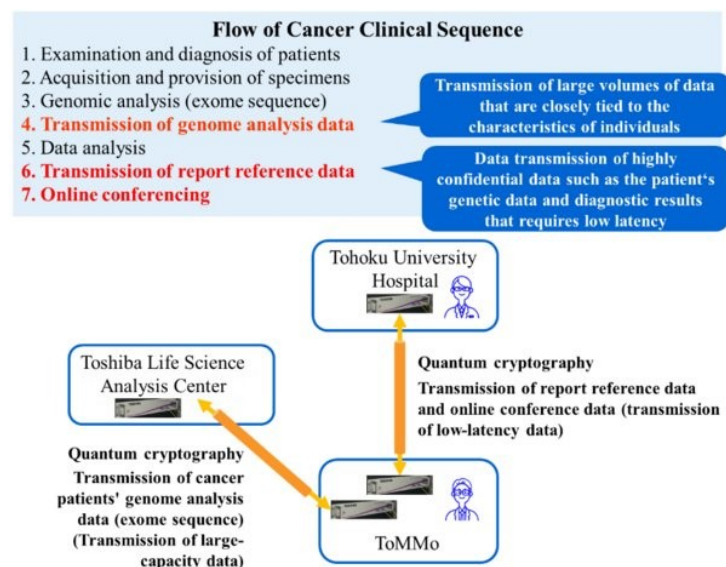 Flow of Cancer Clinical Sequence
1. Examination and diagnosis of patients
2. Acquisition and provision of specimens
3. Genomic analysis (exome sequence)
4. Transmission of genome analysis data
5. Data analysis
6. Transmission of report reference data
7. Online conferencing
Transmission of large volumes of data
that are closely tied to the
characteristics of individuals
Data transmission of highly
confidential data such as the patient‘s
genetic data and diagnostic results
that requires low latency
Tohoku University
Hospital
Toshiba Life Science
Analysis Center
Quantum cryptography
Transmission of report reference data
and online conference data (transmission
of low-latency data)
Quantum cryptography
Transmission of cancer
patients' genome analysis
data (exome sequence)
(Transmission of large-
capacity data)
ToMMo